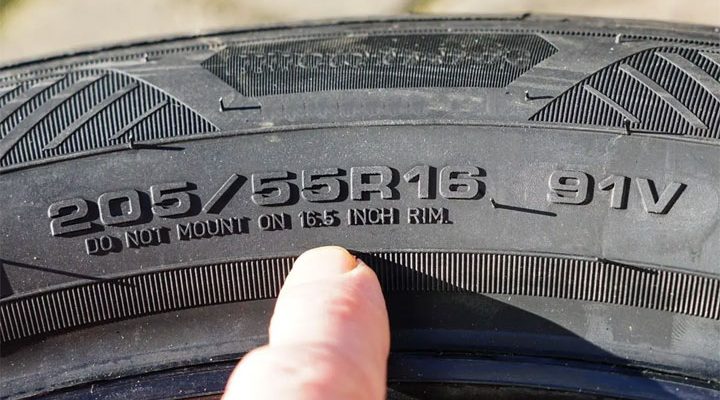 205/55R16 91V
DO NOT MOUNT ON 16.5 INCH RIM.